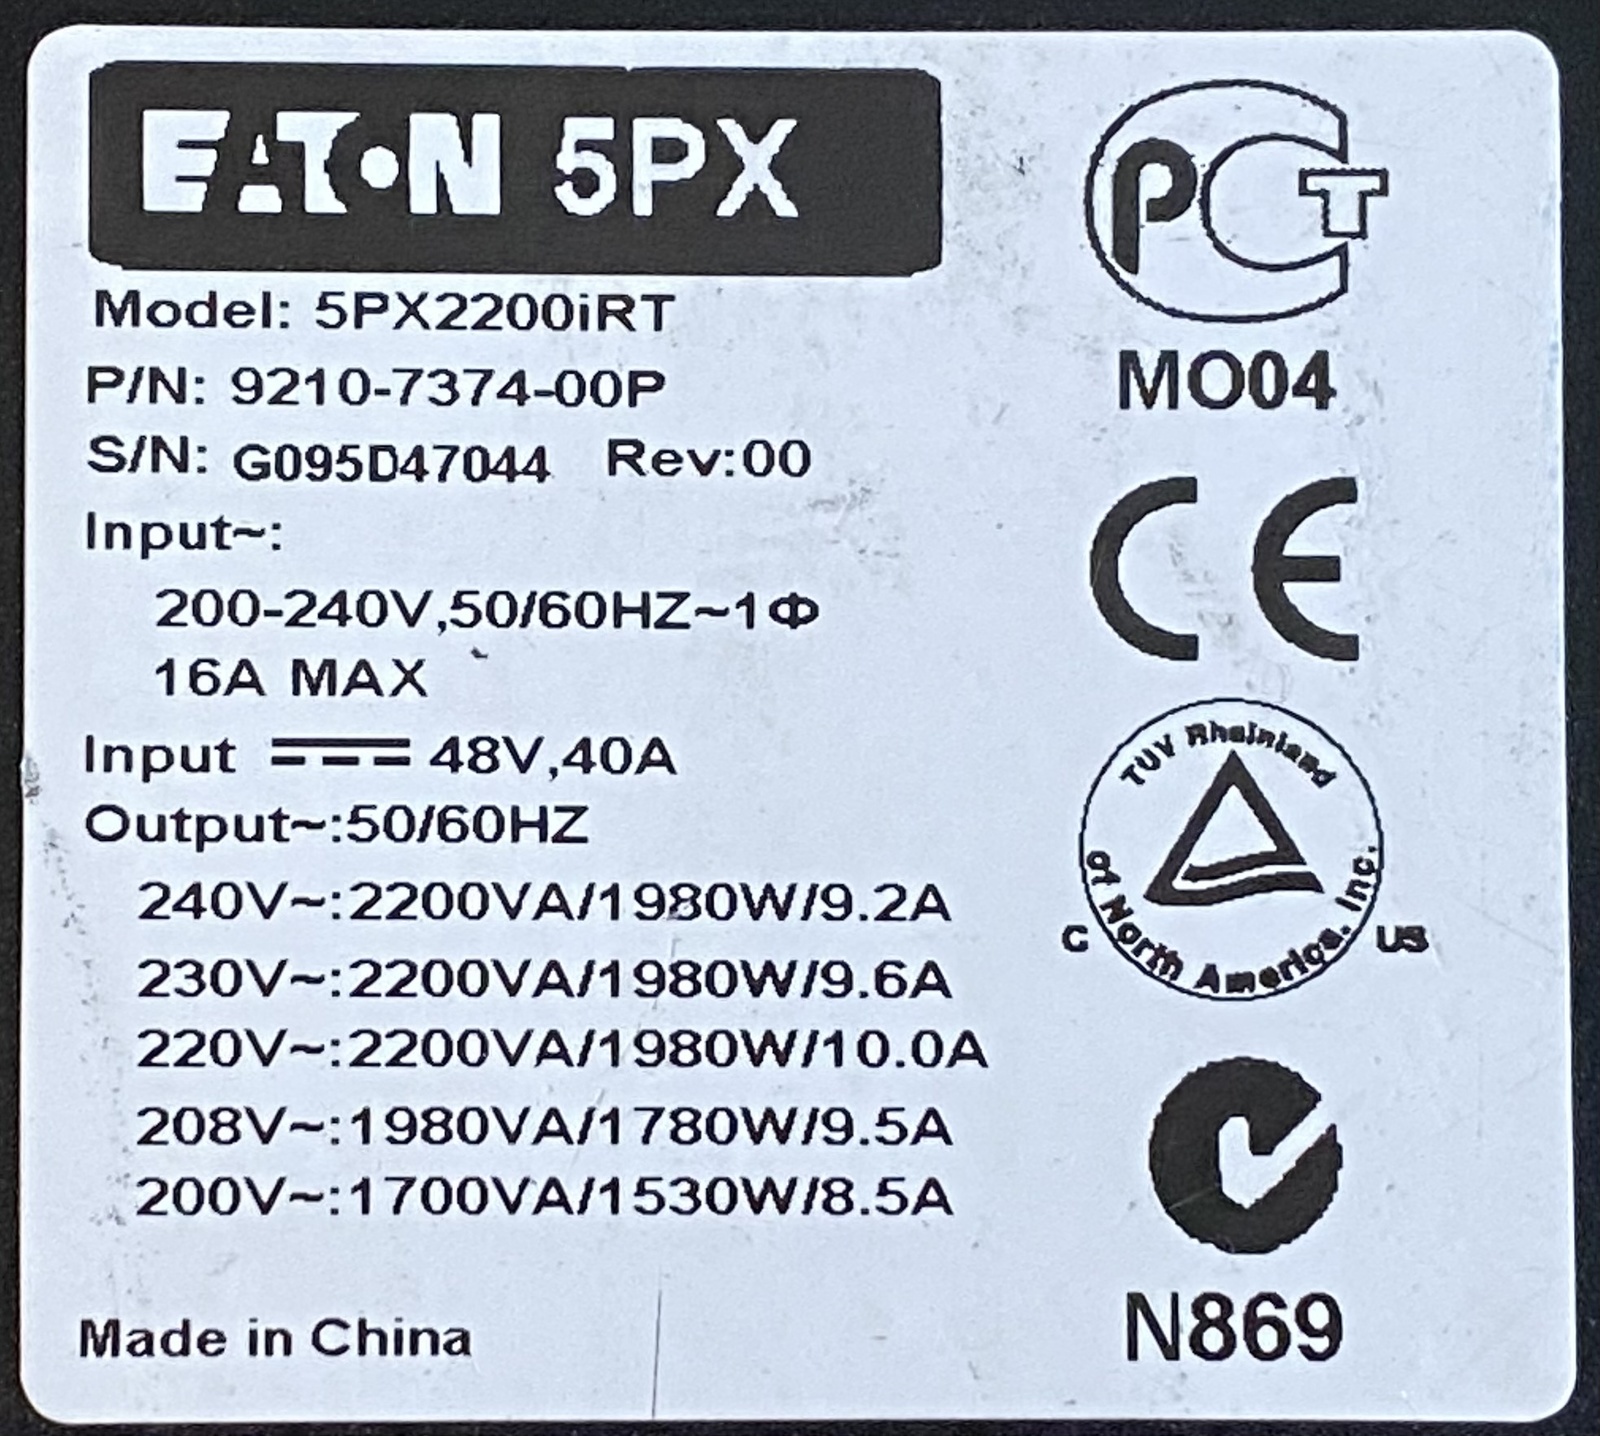 EATON 5PX
Model: 5PX2200iRT
P/N: 9210-7374-00P
S/N: G095D47044 Rev:00
Input~:
200-240V,50/60HZ~1Φ
16A MAX
Input ⎓ 48V,40A
Output~:50/60HZ
240V~:2200VA/1980W/9.2A
230V~:2200VA/1980W/9.6A
220V~:2200VA/1980W/10.0A
208V~:1980VA/1780W/9.5A
200V~:1700VA/1530W/8.5A
Made in China
РСТ
MO04
CE
TUV Rheinland
of North America, Inc.
C US
N869